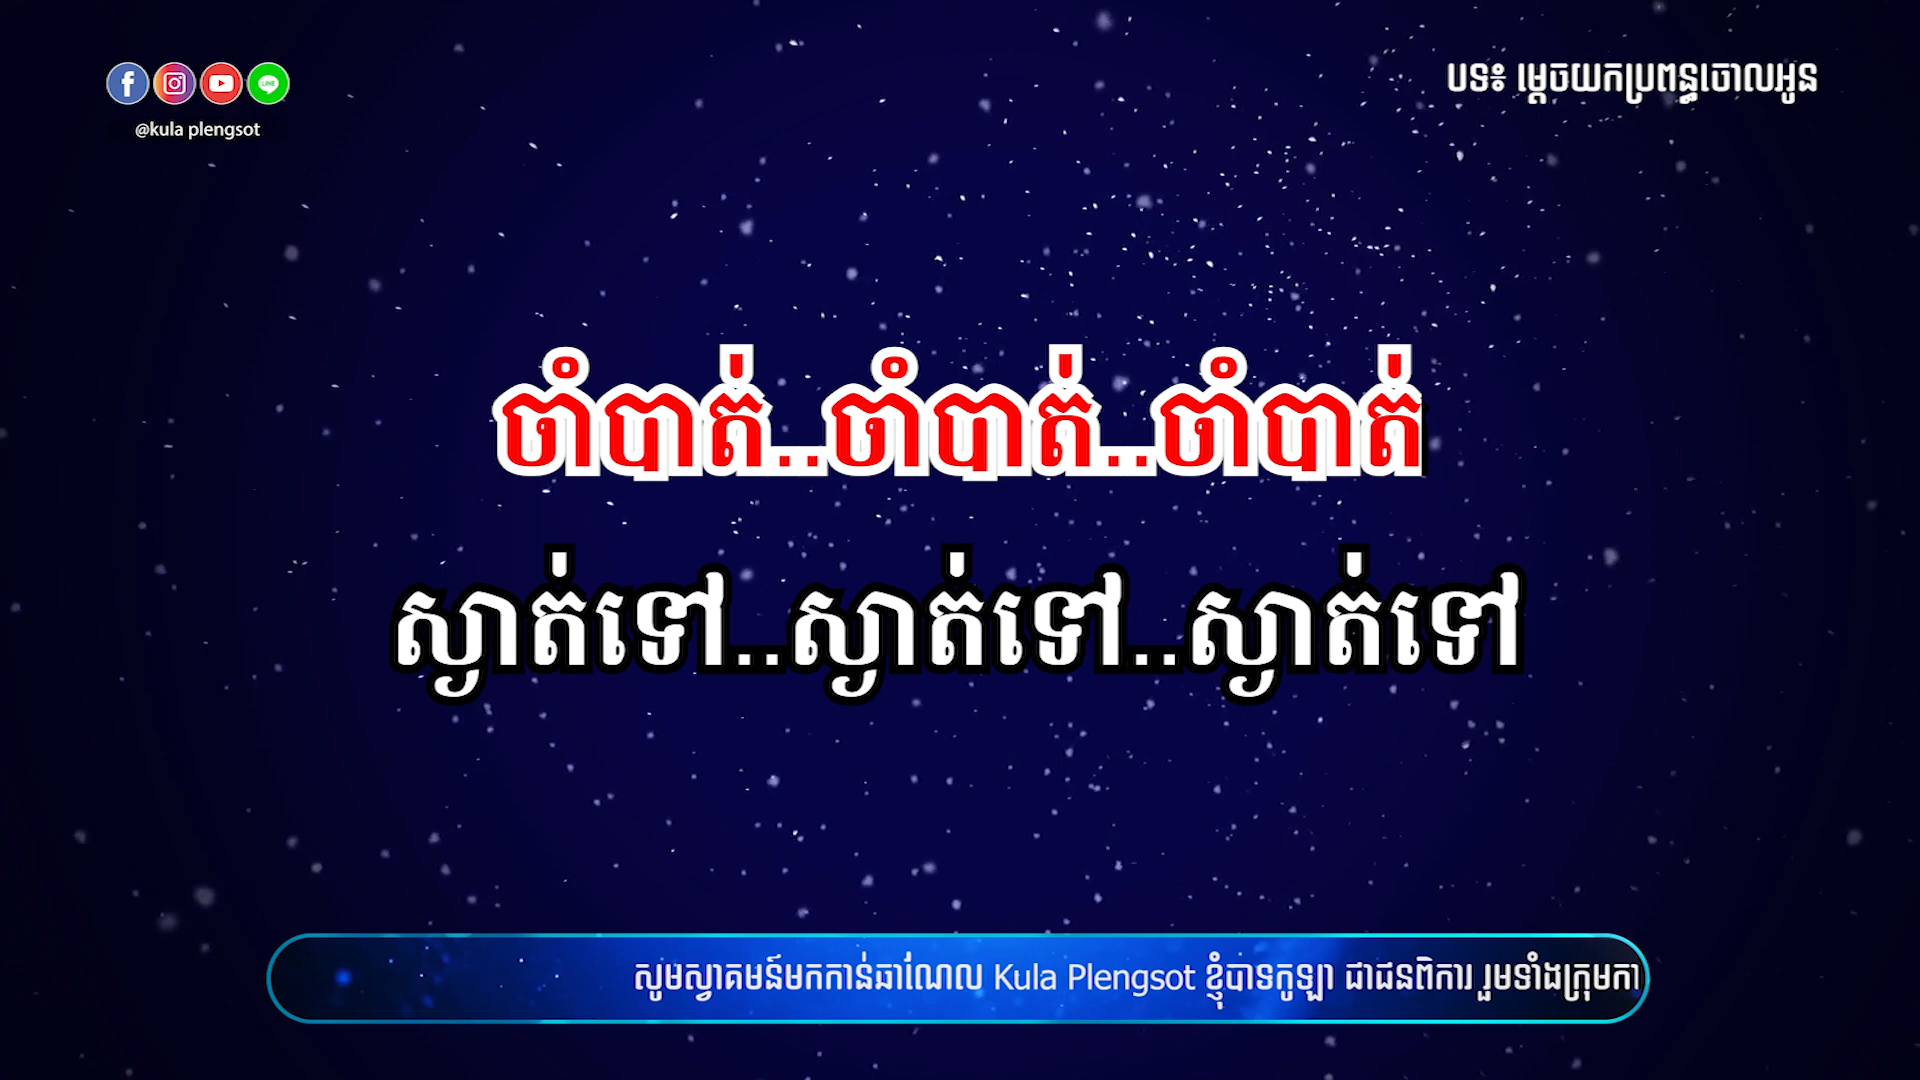 @kula plengsot
បទ៖ ម្ដេចយកប្រពន្ធចោលអូន
ចាំបាត់..ចាំបាត់..ចាំបាត់
ស្ងាត់ទៅ..ស្ងាត់ទៅ..ស្ងាត់ទៅ
សូមស្វាគមន៍មកកាន់ឆាណែល Kula Plengsot ខ្ញុំបាទកូឡា ជាជនពិការ រួមទាំងក្រុមកា